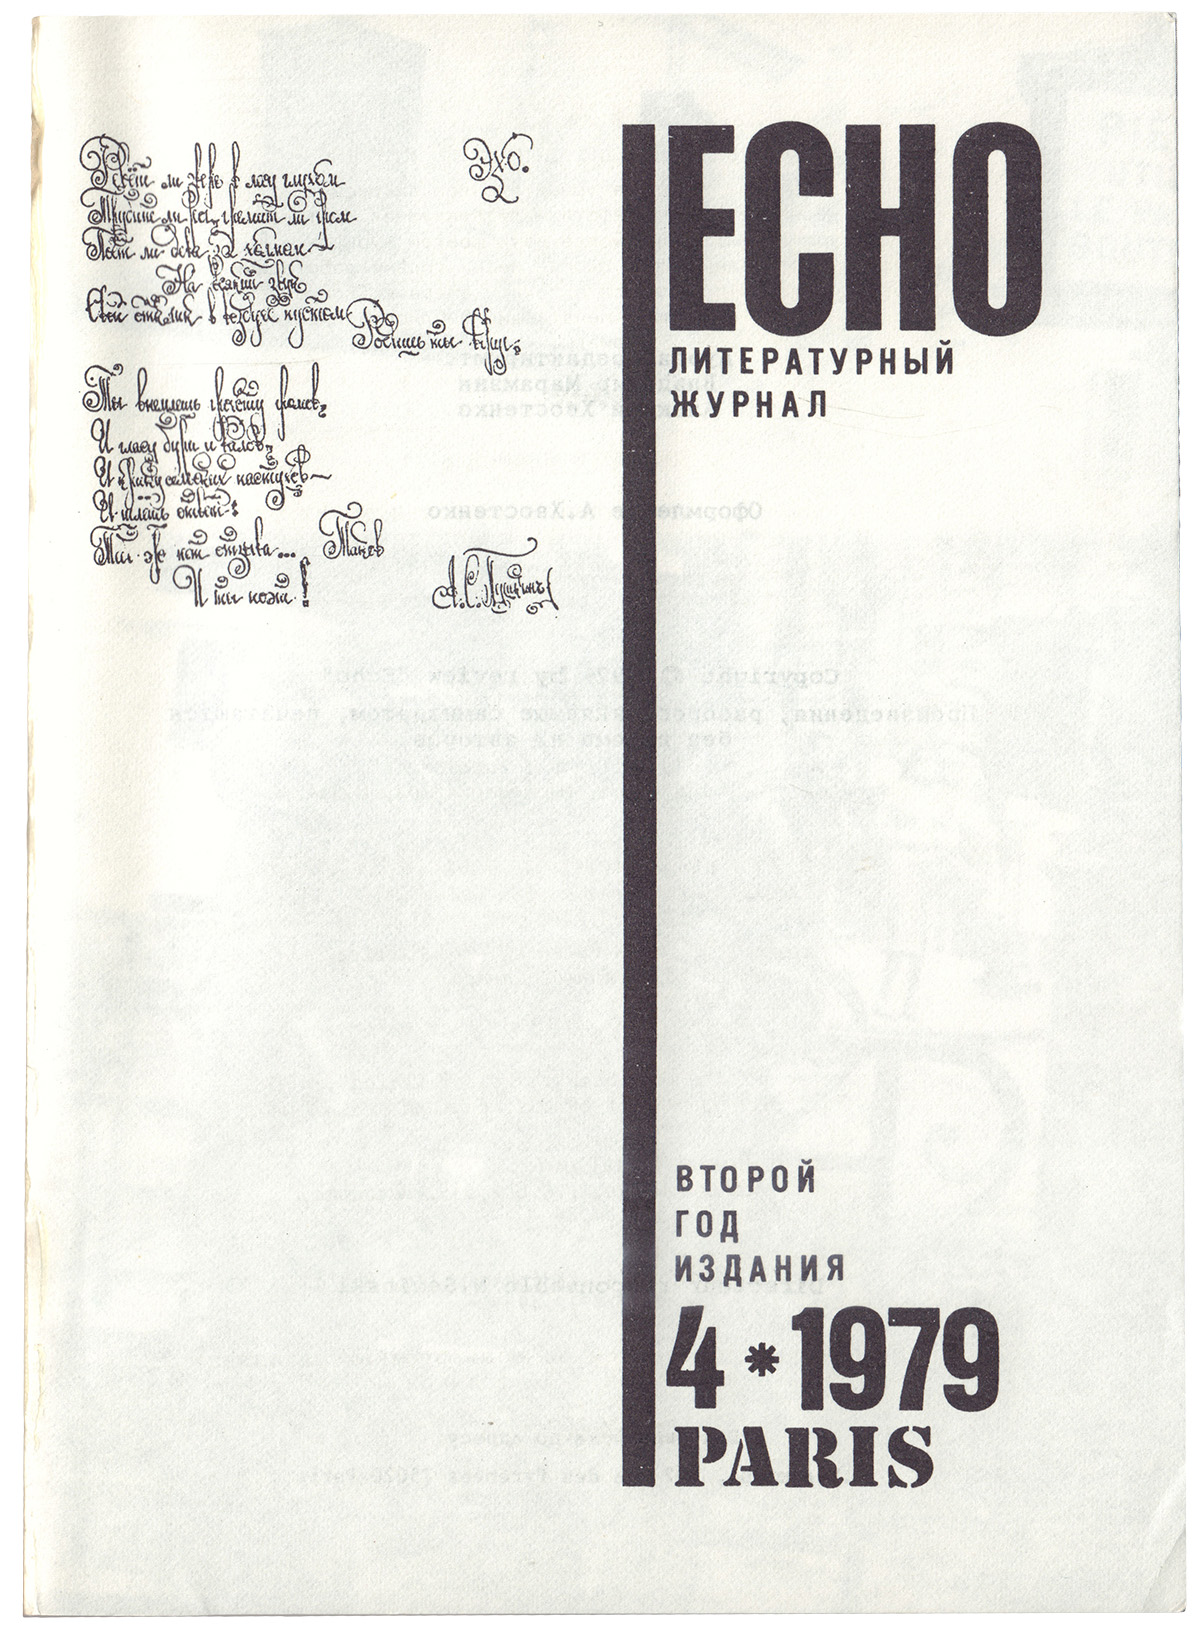 Эхо.
Ревёт ли зверь в лесу глухом
Трубит ли рог, гремит ли гром
Поёт ли дева за холмом —
На всякий звук
Свой отклик в воздухе пустом
Родишь ты вдруг.
Ты внемлешь грохоту громов,
И гласу бури и валов,
И крику сельских пастухов —
И шлёшь ответ:
Тебе ж нет отзыва... Таков
И ты поэт!
А.С.Пушкинъ
ECHO
ЛИТЕРАТУРНЫЙ
ЖУРНАЛ
ВТОРОЙ
ГОД
ИЗДАНИЯ
4*1979
PARIS